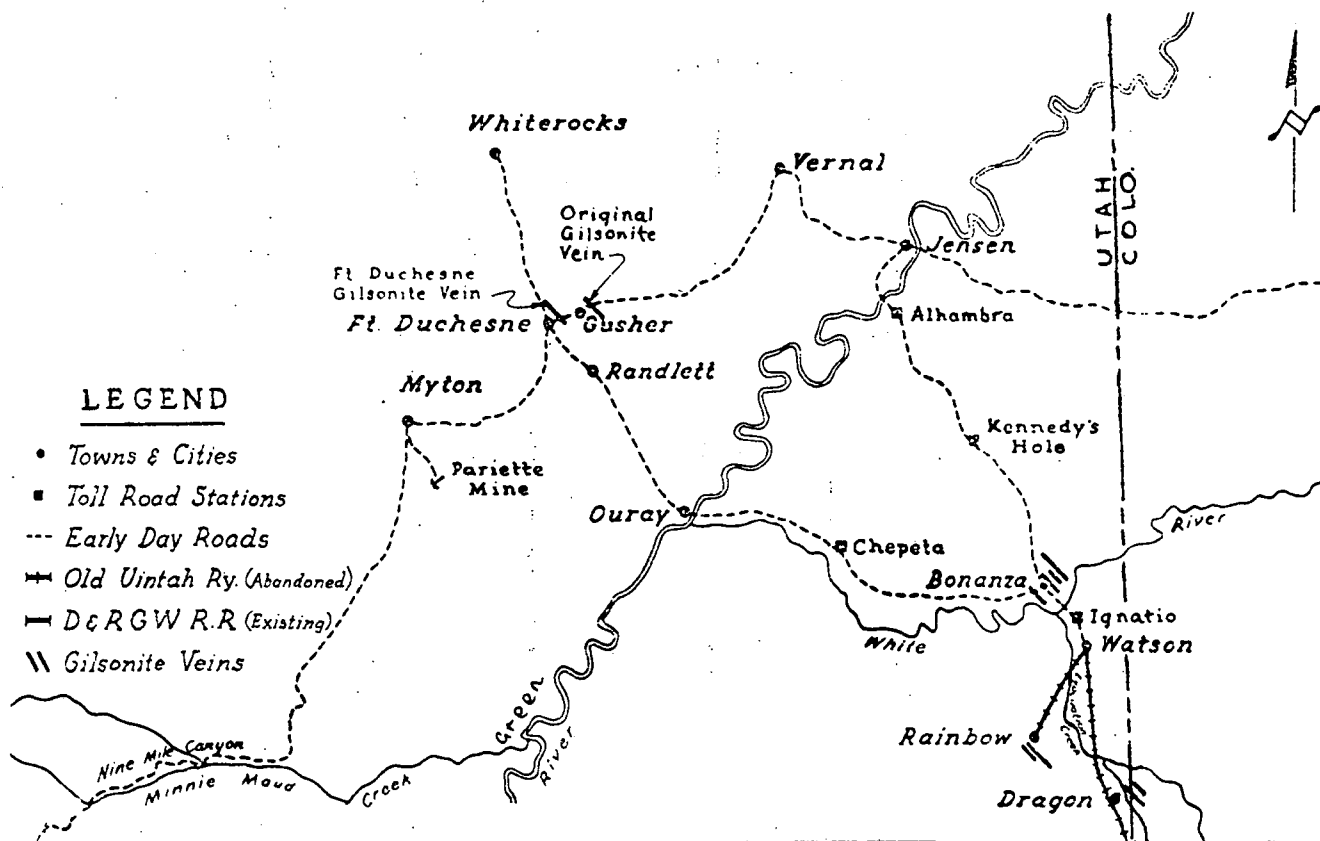 Whiterocks
Vernal
Original
Gilsonite
Vein
UTAH
COLO.
Jensen
Ft Duchesne
Gilsonite Vein
Ft. Duchesne
Gusher
Alhambra
Randlett
Myton
LEGEND
• Towns & Cities
Toll Road Stations
--- Early Day Roads
Old Uintah Ry. (Abandoned)
D & R G W R.R (Existing)
Gilsonite Veins
Kennedy's
Hole
Pariette
Mine
Ouray
River
Chepeta
Bonanza
Ignatio
White
Watson
Green
River
Rainbow
Creek
Nine Mile Canyon
Minnie Maud
Creek
Dragon